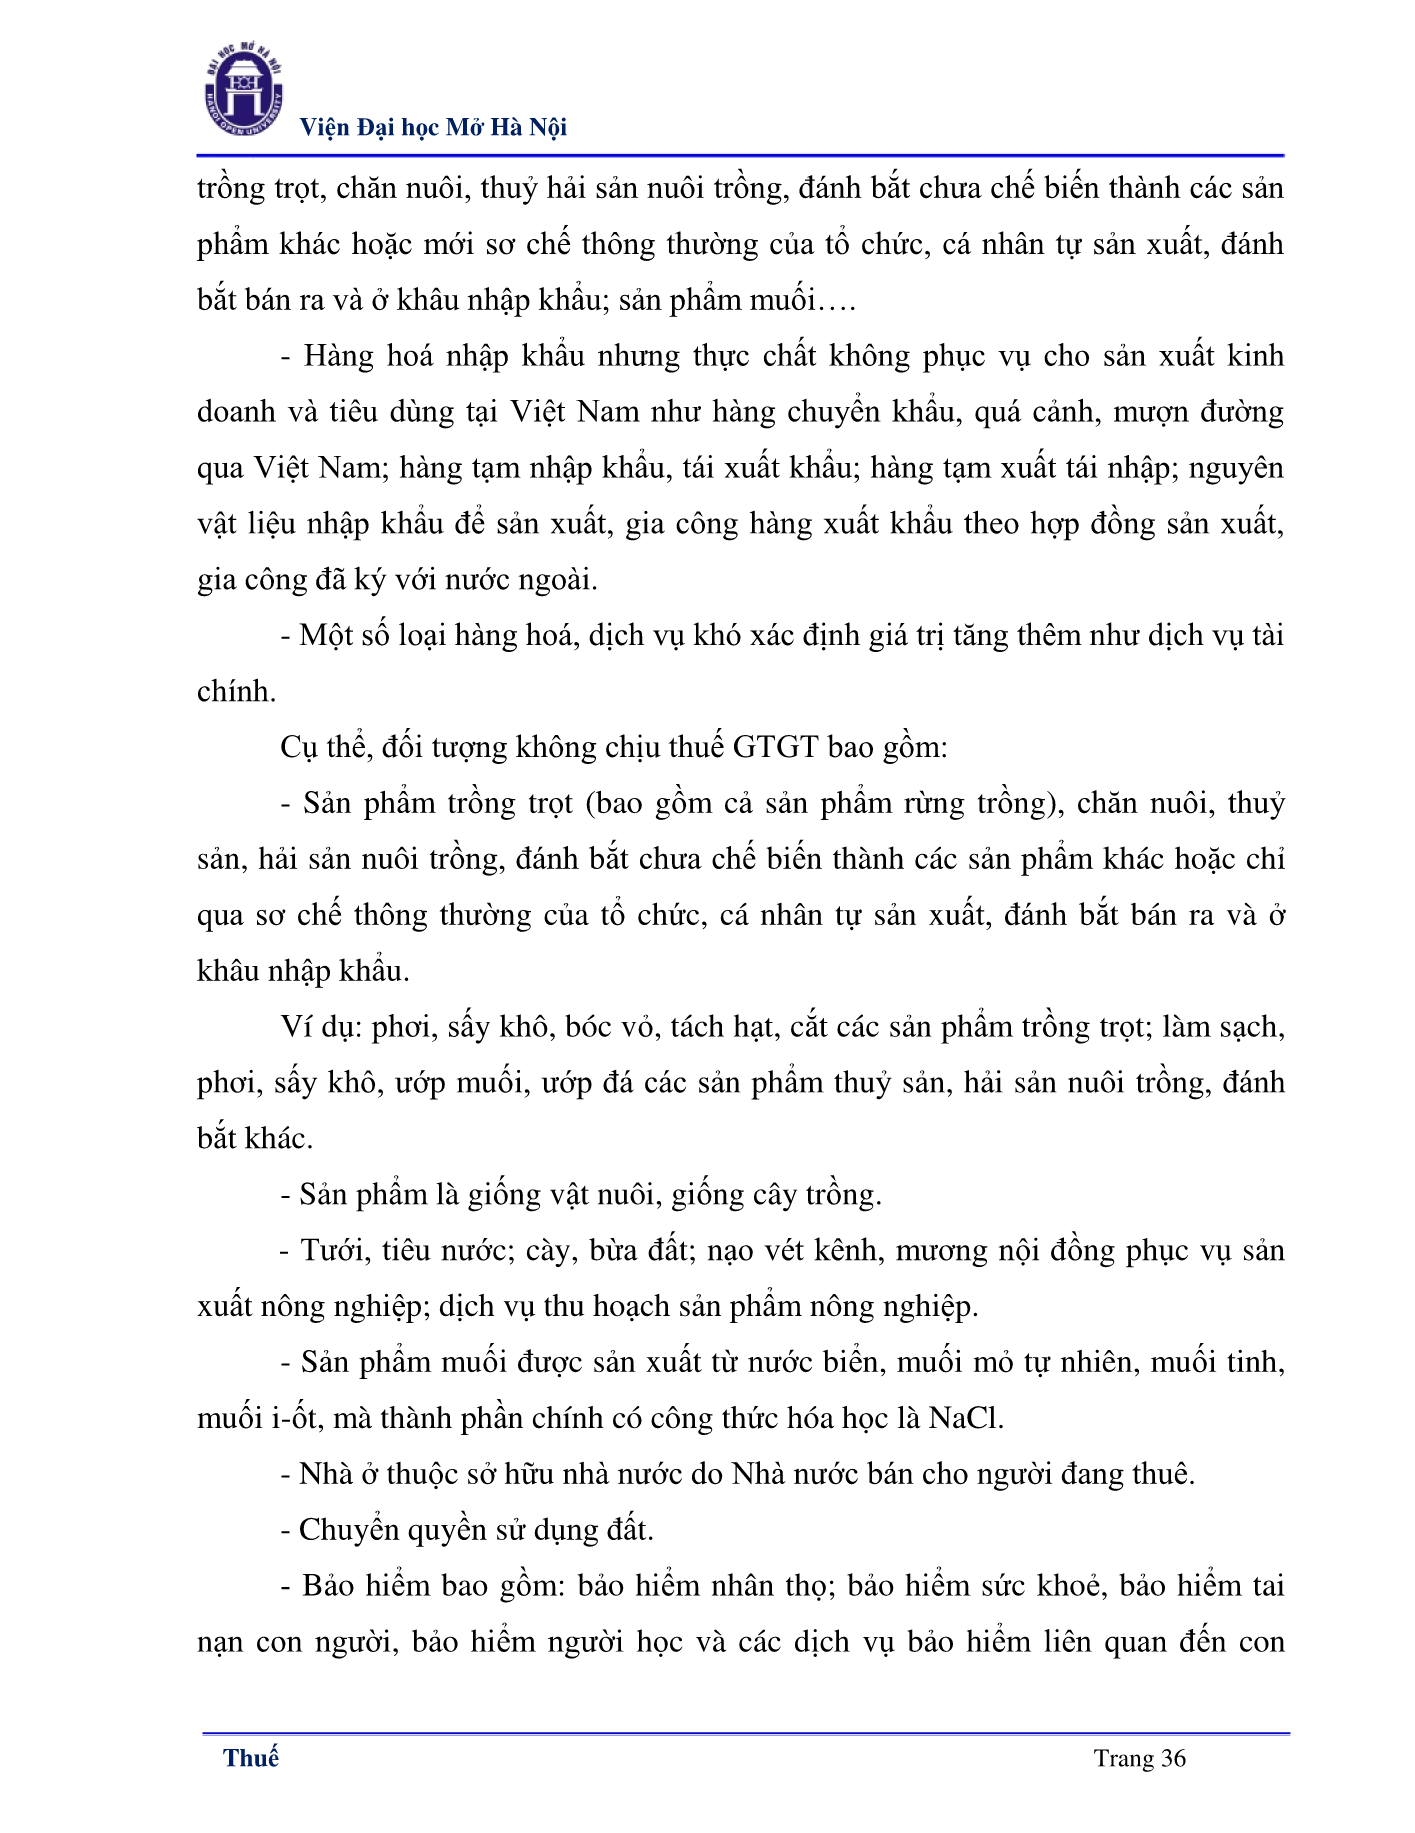 ĐẠI HỌC MỞ HÀ NỘI
HANOI OPEN UNIVERSITY
Viện Đại học Mở Hà Nội
trồng trọt, chăn nuôi, thuỷ hải sản nuôi trồng, đánh bắt chưa chế biến thành các sản
phẩm khác hoặc mới sơ chế thông thường của tổ chức, cá nhân tự sản xuất, đánh
bắt bán ra và ở khâu nhập khẩu; sản phẩm muối….
- Hàng hoá nhập khẩu nhưng thực chất không phục vụ cho sản xuất kinh
doanh và tiêu dùng tại Việt Nam như hàng chuyển khẩu, quá cảnh, mượn đường
qua Việt Nam; hàng tạm nhập khẩu, tái xuất khẩu; hàng tạm xuất tái nhập; nguyên
vật liệu nhập khẩu để sản xuất, gia công hàng xuất khẩu theo hợp đồng sản xuất,
gia công đã ký với nước ngoài.
- Một số loại hàng hoá, dịch vụ khó xác định giá trị tăng thêm như dịch vụ tài
chính.
Cụ thể, đối tượng không chịu thuế GTGT bao gồm:
- Sản phẩm trồng trọt (bao gồm cả sản phẩm rừng trồng), chăn nuôi, thuỷ
sản, hải sản nuôi trồng, đánh bắt chưa chế biến thành các sản phẩm khác hoặc chỉ
qua sơ chế thông thường của tổ chức, cá nhân tự sản xuất, đánh bắt bán ra và ở
khâu nhập khẩu.
Ví dụ: phơi, sấy khô, bóc vỏ, tách hạt, cắt các sản phẩm trồng trọt; làm sạch,
phơi, sấy khô, ướp muối, ướp đá các sản phẩm thuỷ sản, hải sản nuôi trồng, đánh
bắt khác.
- Sản phẩm là giống vật nuôi, giống cây trồng.
- Tưới, tiêu nước; cày, bừa đất; nạo vét kênh, mương nội đồng phục vụ sản
xuất nông nghiệp; dịch vụ thu hoạch sản phẩm nông nghiệp.
- Sản phẩm muối được sản xuất từ nước biển, muối mỏ tự nhiên, muối tinh,
muối i-ốt, mà thành phần chính có công thức hóa học là NaCl.
- Nhà ở thuộc sở hữu nhà nước do Nhà nước bán cho người đang thuê.
- Chuyển quyền sử dụng đất.
- Bảo hiểm bao gồm: bảo hiểm nhân thọ; bảo hiểm sức khoẻ, bảo hiểm tai
nạn con người, bảo hiểm người học và các dịch vụ bảo hiểm liên quan đến con
Thuế
Trang 36